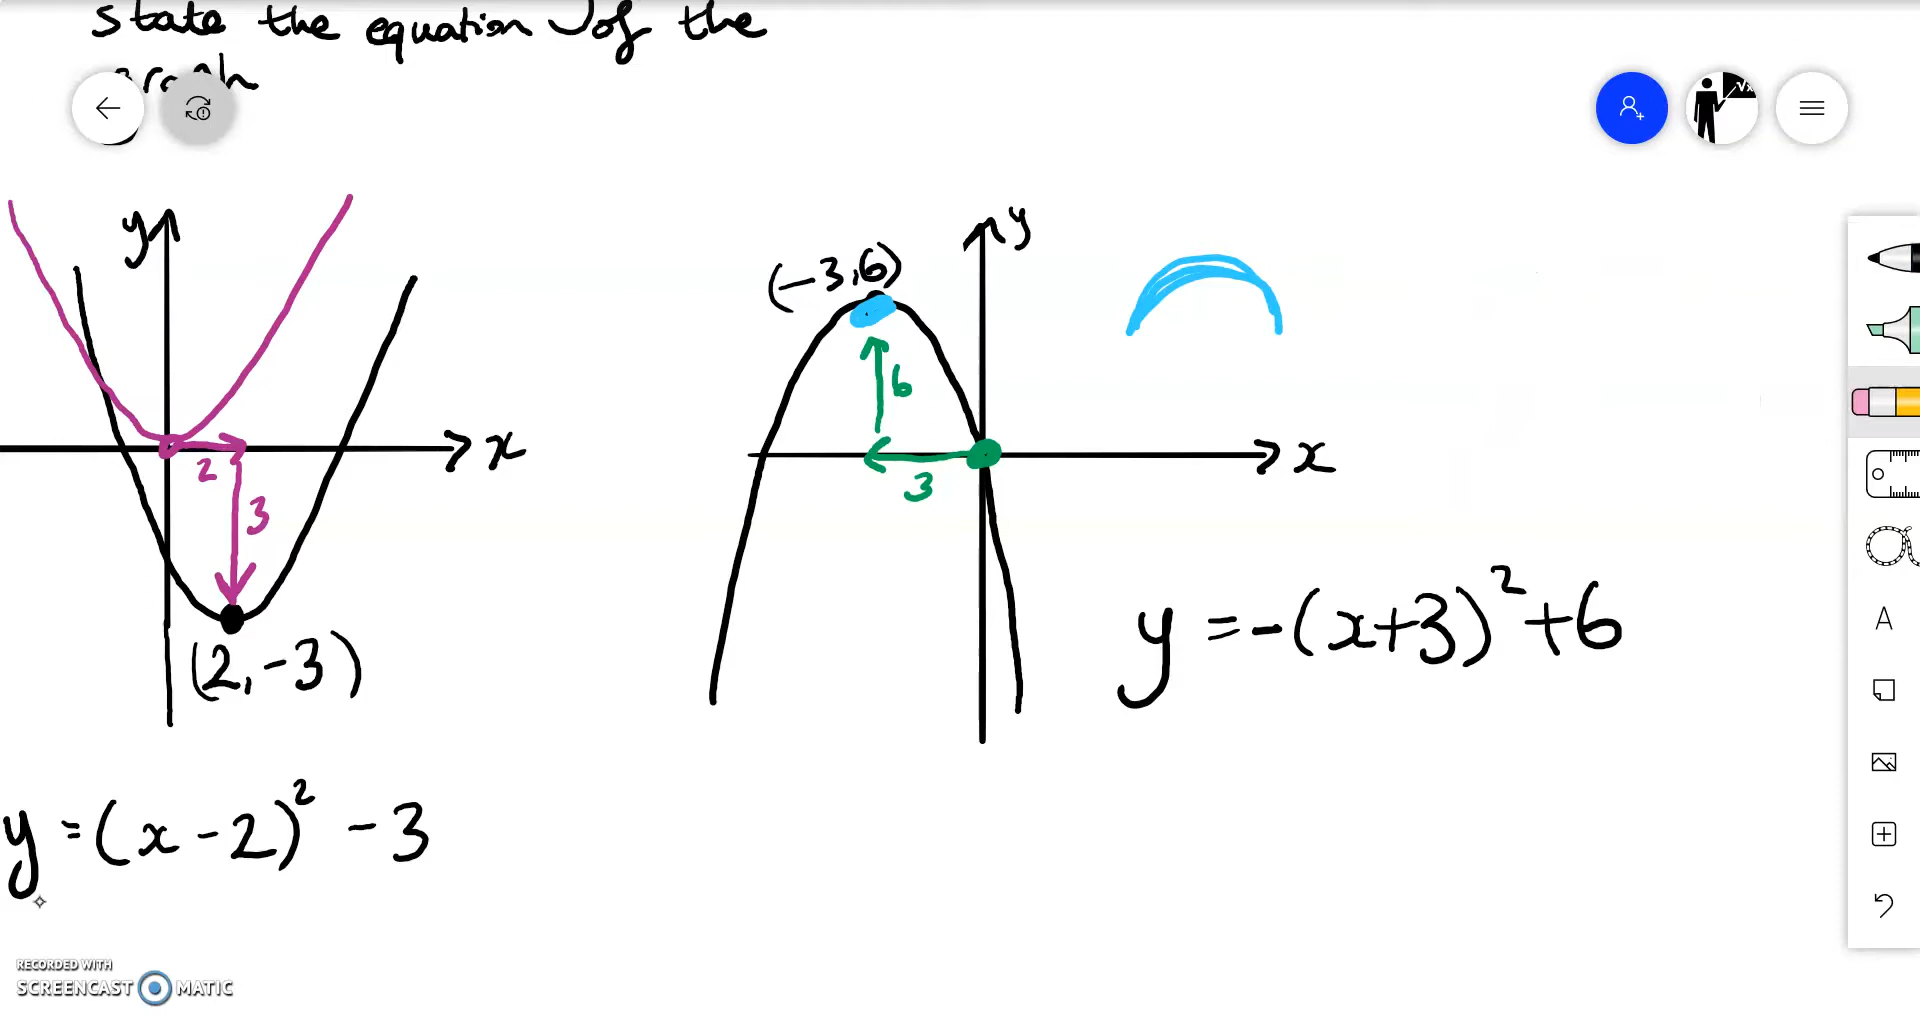 state the equation of the
graph
y
(-3,6)
y
6
2
x
3
x
3
(2,-3)
y =-(x+3)² +6
y = (x-2)² -3
A
RECORDED WITH
SCREENCAST MATIC